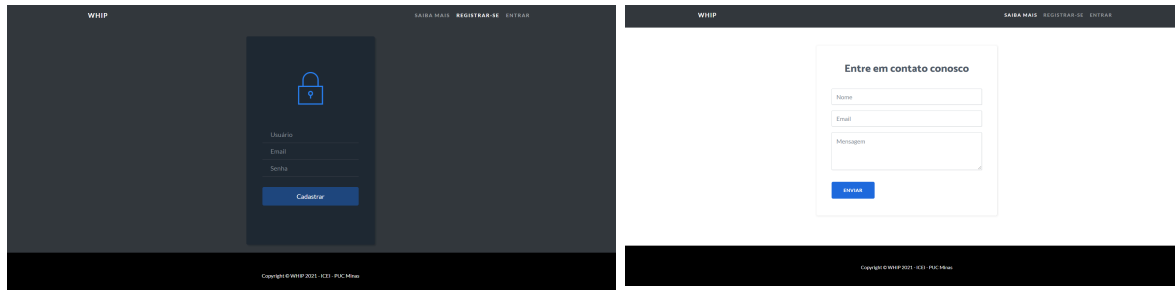 WHIP
SAIBA MAIS REGISTRAR-SE ENTRAR
Usuário
Email
Senha
Cadastrar
Copyright © WHIP 2021 - ICEI - PUC Minas
WHIP
SAIBA MAIS REGISTRAR-SE ENTRAR
Entre em contato conosco
Nome
Email
Mensagem
ENVIAR
Copyright © WHIP 2021 - ICEI - PUC Minas